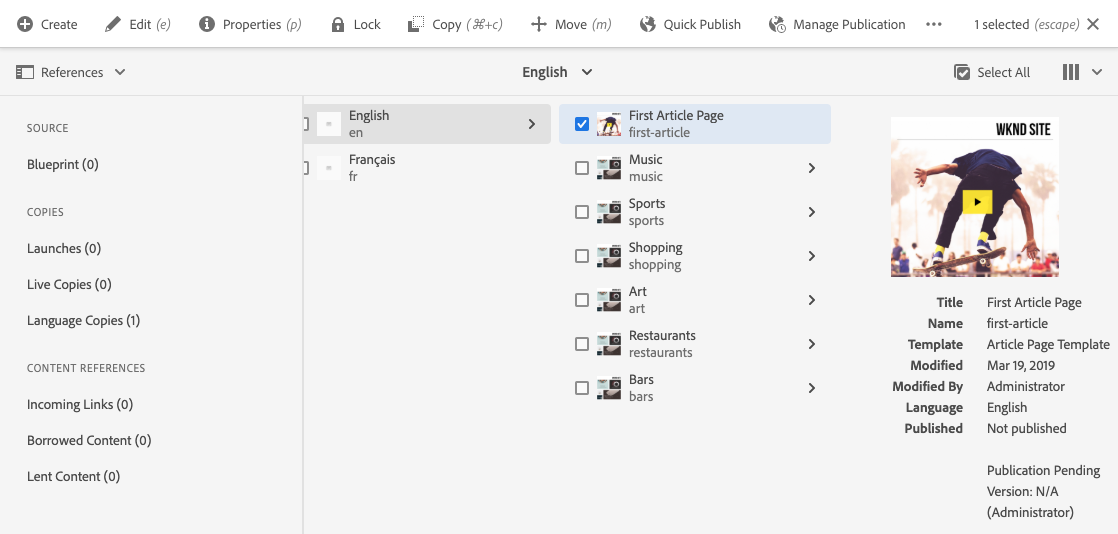 Create
Edit (e)
Properties (p)
Lock
Copy (⌘+c)
Move (m)
Quick Publish
Manage Publication
1 selected (escape)
References
English
Select All
SOURCE
Blueprint (0)
COPIES
Launches (0)
Live Copies (0)
Language Copies (1)
CONTENT REFERENCES
Incoming Links (0)
Borrowed Content (0)
Lent Content (0)
English
en
Français
fr
First Article Page
first-article
Music
music
Sports
sports
Shopping
shopping
Art
art
Restaurants
restaurants
Bars
bars
WKND SITE
Title First Article Page
Name first-article
Template Article Page Template
Modified Mar 19, 2019
Modified By Administrator
Language English
Published Not published
Publication Pending
Version: N/A
(Administrator)